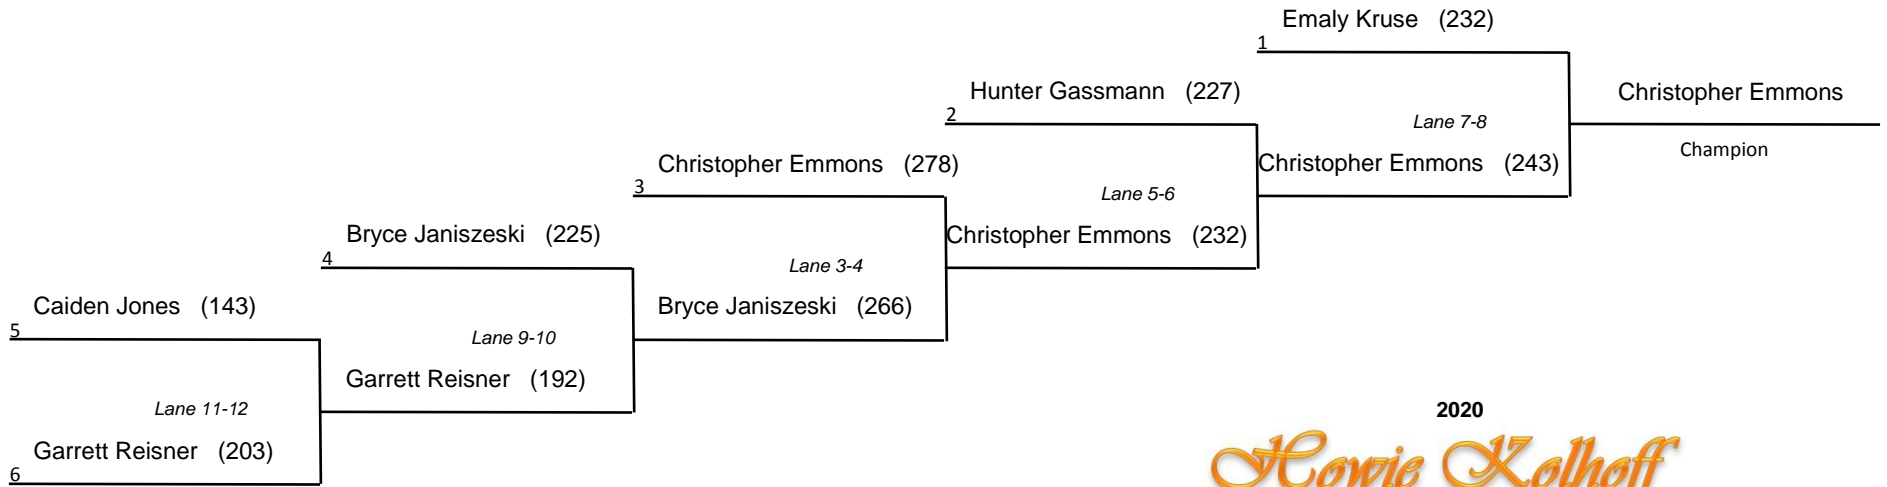 Emaly Kruse (232)
1
Hunter Gassmann (227)
2
Christopher Emmons
Lane 7-8
Champion
Christopher Emmons (278)
3
Christopher Emmons (243)
Lane 5-6
Bryce Janiszeski (225)
4
Christopher Emmons (232)
Lane 3-4
Caiden Jones (143)
5
Bryce Janiszeski (266)
Lane 9-10
Garrett Reisner (192)
Lane 11-12
2020
Garrett Reisner (203)
6
Howie Kolhoff